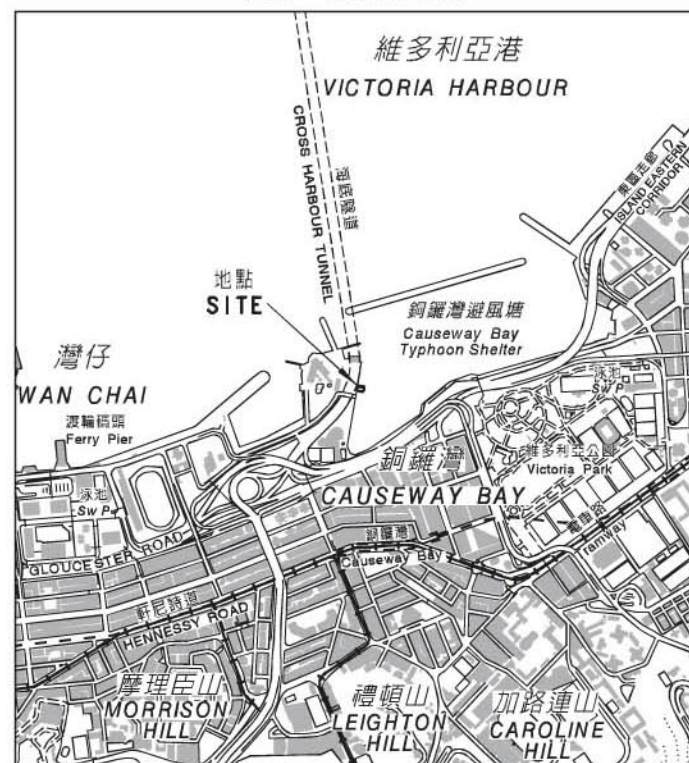 維多利亞港
VICTORIA HARBOUR
CROSS HARBOUR TUNNEL
海底隧道
東區走廊
ISLAND EASTERN
CORRIDOR
地點
SITE
銅鑼灣避風塘
Causeway Bay
Typhoon Shelter
灣仔
WAN CHAI
渡輪碼頭
Ferry Pier
泳池
Sw P
泳池
Sw P
維多利亞公園
Victoria Park
銅鑼灣
CAUSEWAY BAY
電車路
ramway
GLOUCESTER ROAD
銅鑼灣
Causeway Bay
軒尼詩道
HENNESSY ROAD
摩理臣山
MORRISON
HILL
禮頓山
LEIGHTON
HILL
加路連山
CAROLINE
HILL